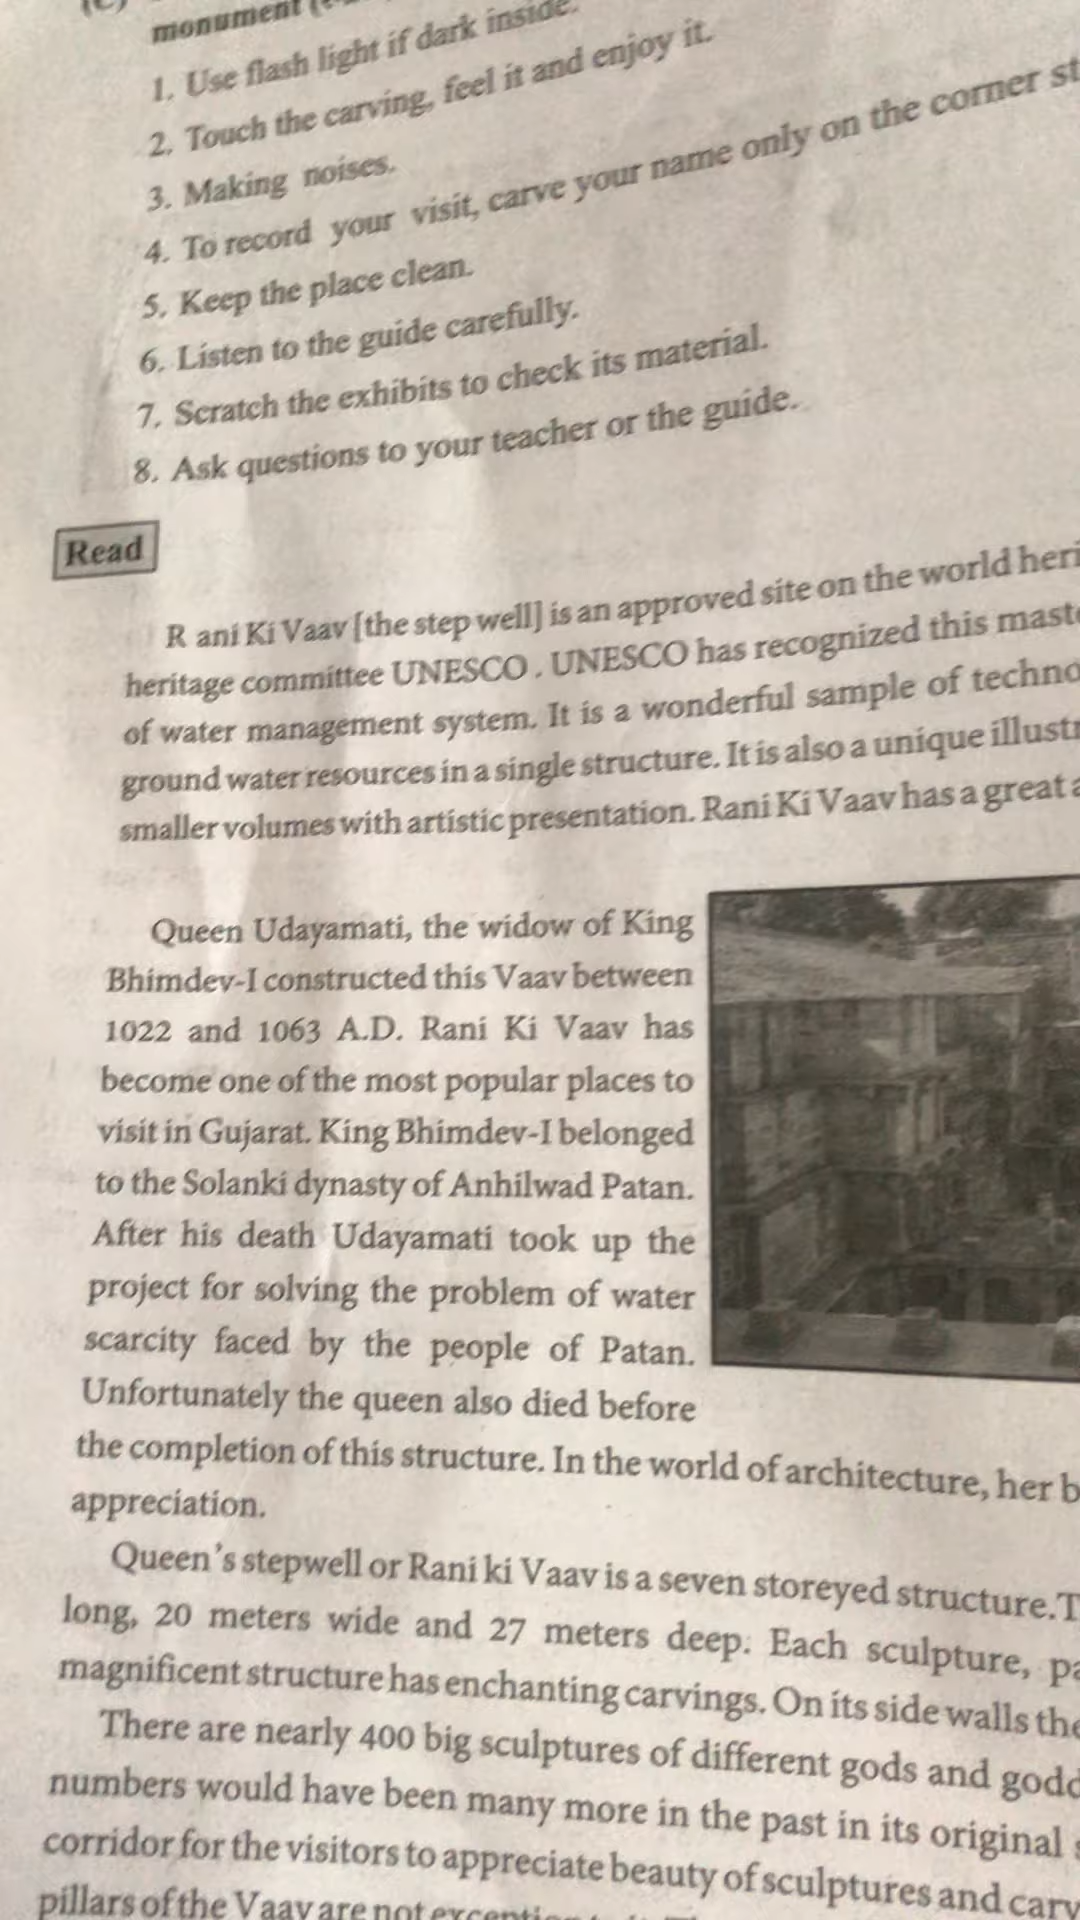 monument
1. Use flash light if dark inside.
2. Touch the carving, feel it and enjoy it.
3. Making noises.
4. To record your visit, carve your name only on the corner
5. Keep the place clean.
6. Listen to the guide carefully.
7. Scratch the exhibits to check its material.
8. Ask questions to your teacher or the guide.
Read
R ani Ki Vaav [the step well] is an approved site on the world
heritage committee UNESCO . UNESCO has recognized this
of water management system. It is a wonderful sample of
ground water resources in a single structure. It is also a unique
smaller volumes with artistic presentation. Rani Ki Vaav has a great
Queen Udayamati, the widow of King
Bhimdev-I constructed this Vaav between
1022 and 1063 A.D. Rani Ki Vaav has
become one of the most popular places to
visit in Gujarat. King Bhimdev-I belonged
to the Solanki dynasty of Anhilwad Patan.
After his death Udayamati took up the
project for solving the problem of water
scarcity faced by the people of Patan.
Unfortunately the queen also died before
the completion of this structure. In the world of architecture, her
appreciation.
Queen's stepwell or Rani ki Vaav is a seven storeyed structure.
long, 20 meters wide and 27 meters deep. Each sculpture,
magnificent structure has enchanting carvings. On its side walls
There are nearly 400 big sculptures of different gods and
numbers would have been many more in the past in its original
corridor for the visitors to appreciate beauty of sculptures and
pillars of the Vaav are not